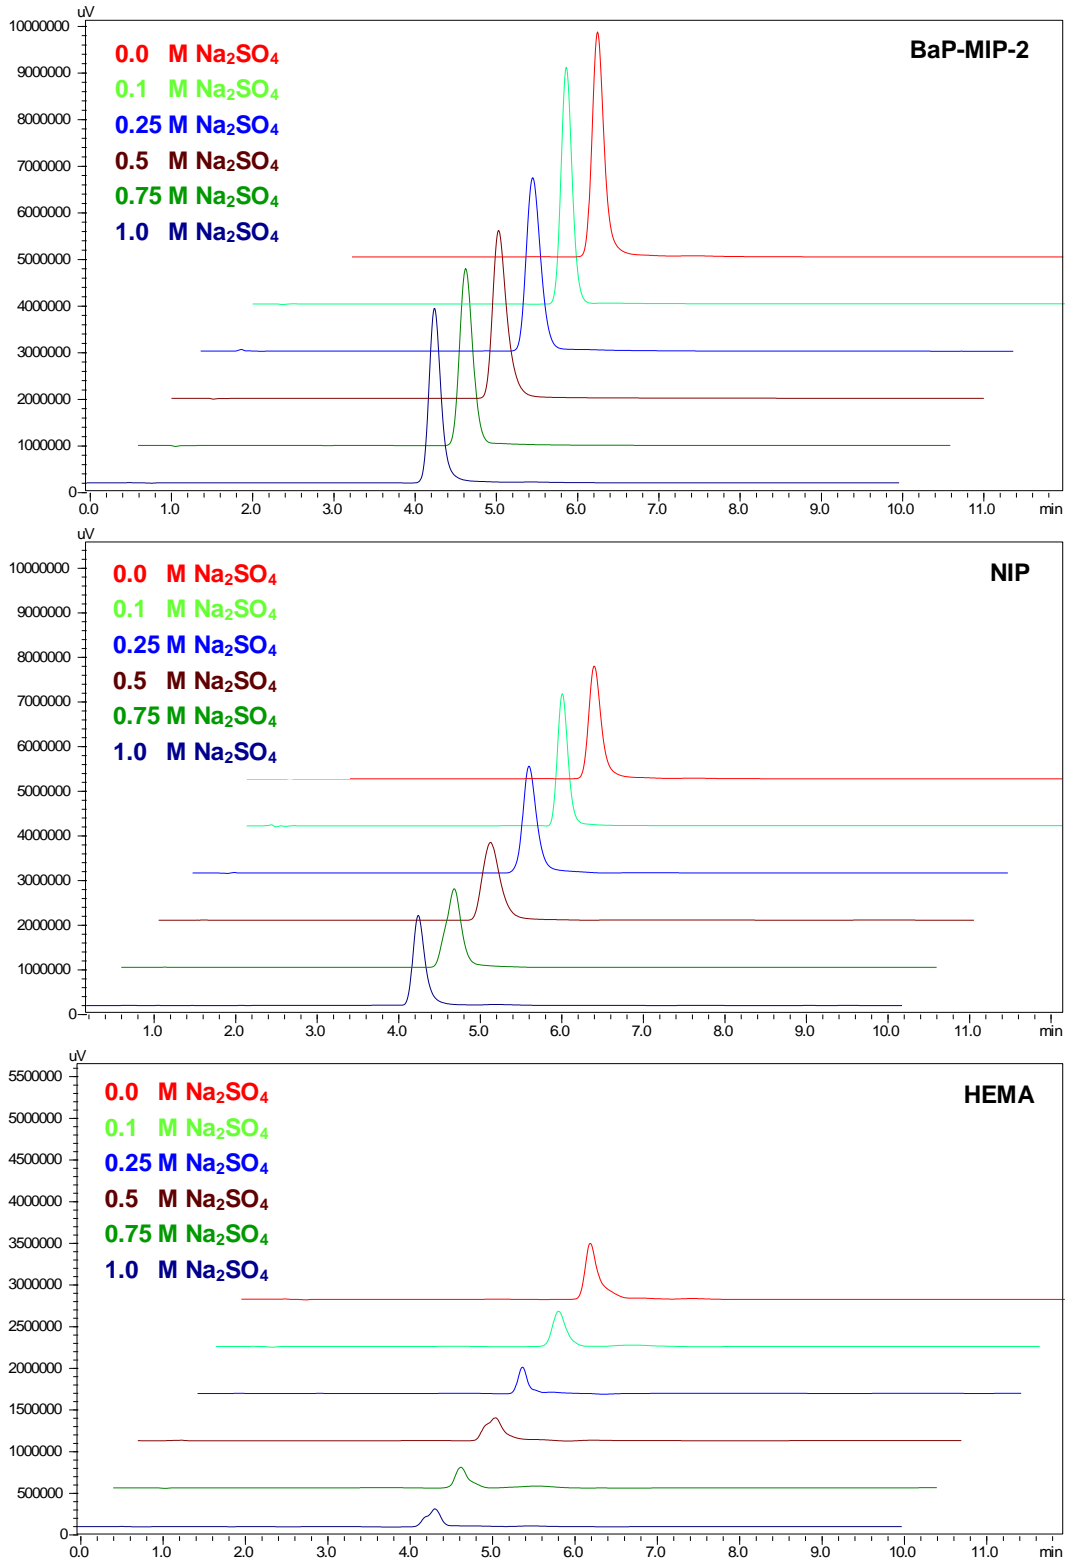 uV
10000000
9000000
8000000
7000000
6000000
5000000
4000000
3000000
2000000
1000000
0
0.0 M Na₂SO₄
0.1 M Na₂SO₄
0.25 M Na₂SO₄
0.5 M Na₂SO₄
0.75 M Na₂SO₄
1.0 M Na₂SO₄
BaP-MIP-2
0.0 1.0 2.0 3.0 4.0 5.0 6.0 7.0 8.0 9.0 10.0 11.0 min
uV
10000000
9000000
8000000
7000000
6000000
5000000
4000000
3000000
2000000
1000000
0
0.0 M Na₂SO₄
0.1 M Na₂SO₄
0.25 M Na₂SO₄
0.5 M Na₂SO₄
0.75 M Na₂SO₄
1.0 M Na₂SO₄
NIP
1.0 2.0 3.0 4.0 5.0 6.0 7.0 8.0 9.0 10.0 11.0 min
uV
5500000
5000000
4500000
4000000
3500000
3000000
2500000
2000000
1500000
1000000
500000
0
0.0 M Na₂SO₄
0.1 M Na₂SO₄
0.25 M Na₂SO₄
0.5 M Na₂SO₄
0.75 M Na₂SO₄
1.0 M Na₂SO₄
HEMA
0.0 1.0 2.0 3.0 4.0 5.0 6.0 7.0 8.0 9.0 10.0 11.0 min